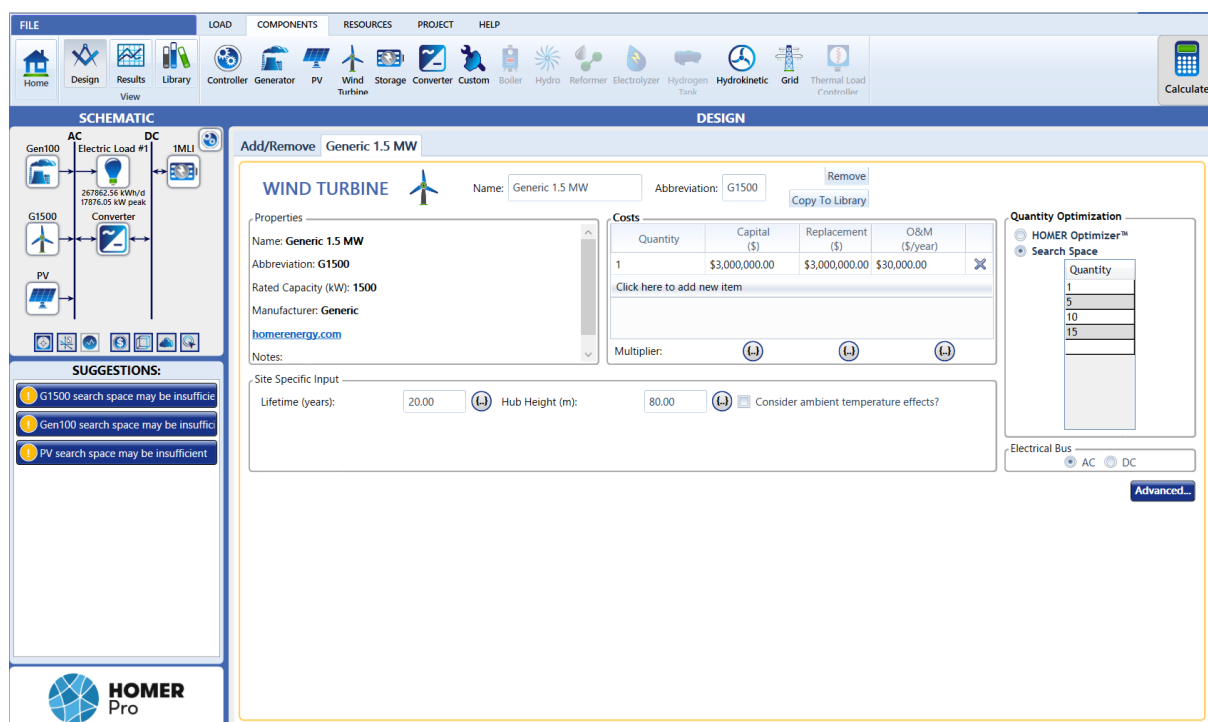 FILE
LOAD COMPONENTS RESOURCES PROJECT HELP
Home Design Results Library Controller Generator PV Wind Turbine Storage Converter Custom Boiler Hydro Reformer Electrolyzer Hydrogen Tank Hydrokinetic Grid Thermal Load Controller Calculate
View
SCHEMATIC
AC DC
Gen100 Electric Load #1 1MLI
267862.56 kWh/d
17876.05 kW peak
G1500 Converter
PV
SUGGESTIONS:
G1500 search space may be insufficie
Gen100 search space may be insuffici
PV search space may be insufficient
HOMER
Pro
DESIGN
Add/Remove Generic 1.5 MW
WIND TURBINE Name: Generic 1.5 MW Abbreviation: G1500 Remove
Copy To Library
Properties
Name: Generic 1.5 MW
Abbreviation: G1500
Rated Capacity (kW): 1500
Manufacturer: Generic
homerenergy.com
Notes:
Costs
Quantity Capital ($) Replacement ($) O&M ($/year)
1 $3,000,000.00 $3,000,000.00 $30,000.00
Click here to add new item
Multiplier: {..} {..} {..}
Site Specific Input
Lifetime (years): 20.00 {..} Hub Height (m): 80.00 {..} Consider ambient temperature effects?
Quantity Optimization
HOMER Optimizer™
Search Space
Quantity
1
5
10
15
Electrical Bus
AC DC
Advanced...